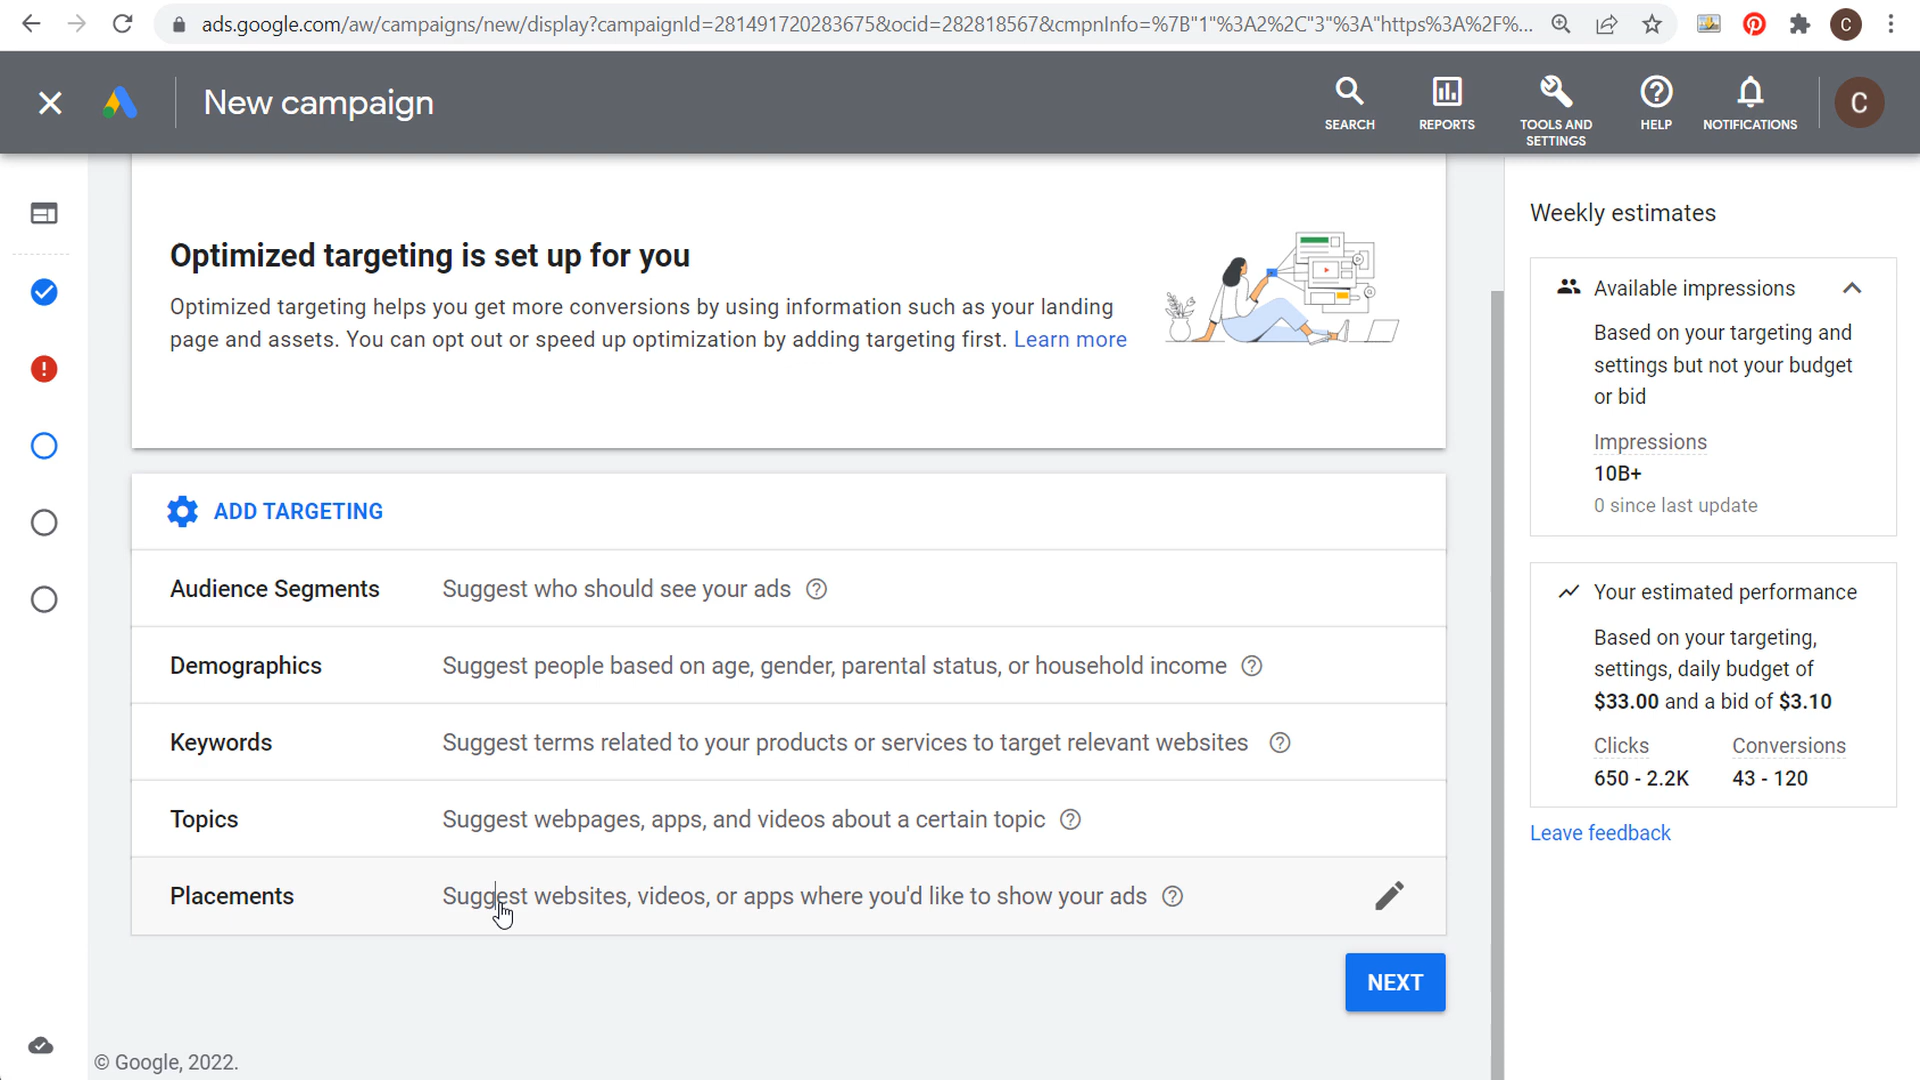 ads.google.com/aw/campaigns/new/display?campaignId=281491720283675&ocid=282818567&cmpnInfo=%7B"1"%3A2%2C"3"%3A"https%3A%2F%...
C
New campaign
SEARCH
REPORTS
TOOLS AND
SETTINGS
HELP
NOTIFICATIONS
C
Optimized targeting is set up for you
Optimized targeting helps you get more conversions by using information such as your landing
page and assets. You can opt out or speed up optimization by adding targeting first. Learn more
ADD TARGETING
Audience Segments Suggest who should see your ads
Demographics Suggest people based on age, gender, parental status, or household income
Keywords Suggest terms related to your products or services to target relevant websites
Topics Suggest webpages, apps, and videos about a certain topic
Placements Suggest websites, videos, or apps where you'd like to show your ads
NEXT
© Google, 2022.
Weekly estimates
Available impressions
Based on your targeting and
settings but not your budget
or bid
Impressions
10B+
0 since last update
Your estimated performance
Based on your targeting,
settings, daily budget of
$33.00 and a bid of $3.10
Clicks Conversions
650 - 2.2K 43 - 120
Leave feedback